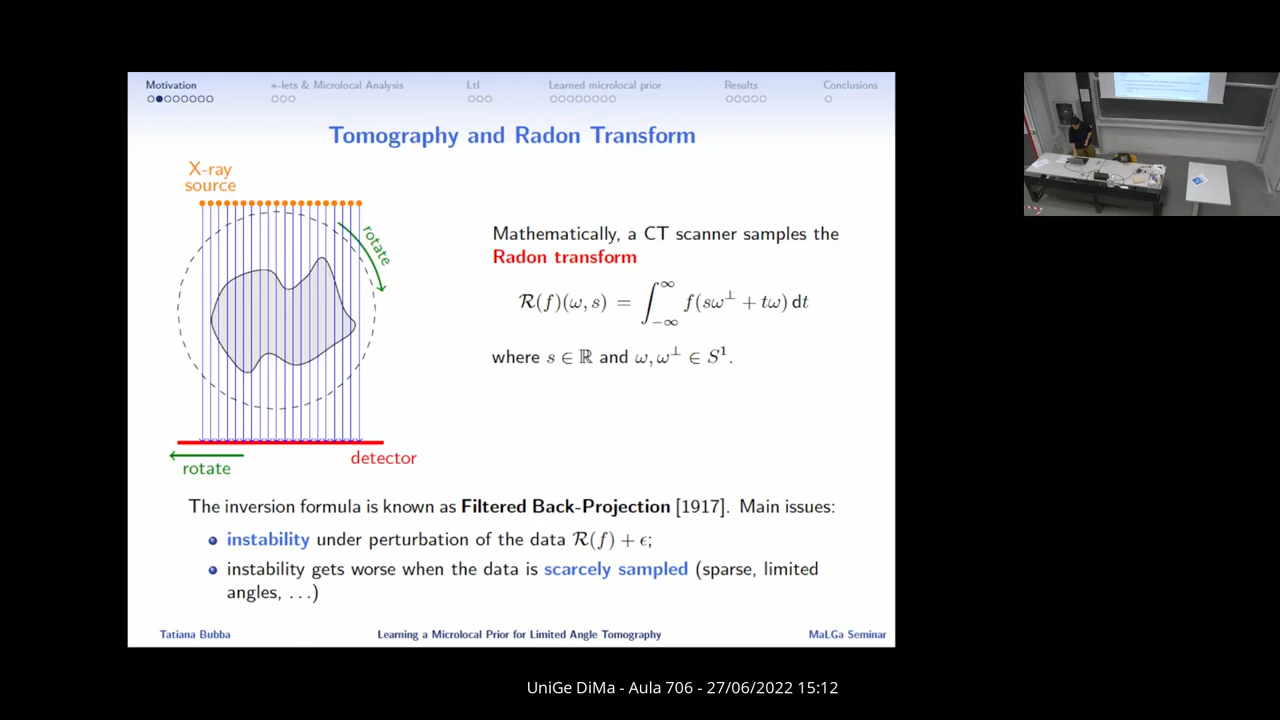 Motivation
*-lets & Microlocal Analysis
LtI
Learned microlocal prior
Results
Conclusions
Tomography and Radon Transform
X-ray
source
rotate
rotate
detector
Mathematically, a CT scanner samples the
Radon transform
R(f)(ω, s) = ∫_{−∞}^{∞} f(sω^⊥ + tω) dt
where s ∈ ℝ and ω, ω^⊥ ∈ S^1.
The inversion formula is known as Filtered Back-Projection [1917]. Main issues:
instability under perturbation of the data R(f) + ϵ;
instability gets worse when the data is scarcely sampled (sparse, limited
angles, ...)
Tatiana Bubba
Learning a Microlocal Prior for Limited Angle Tomography
MaLGa Seminar
UniGe DiMa - Aula 706 - 27/06/2022 15:12